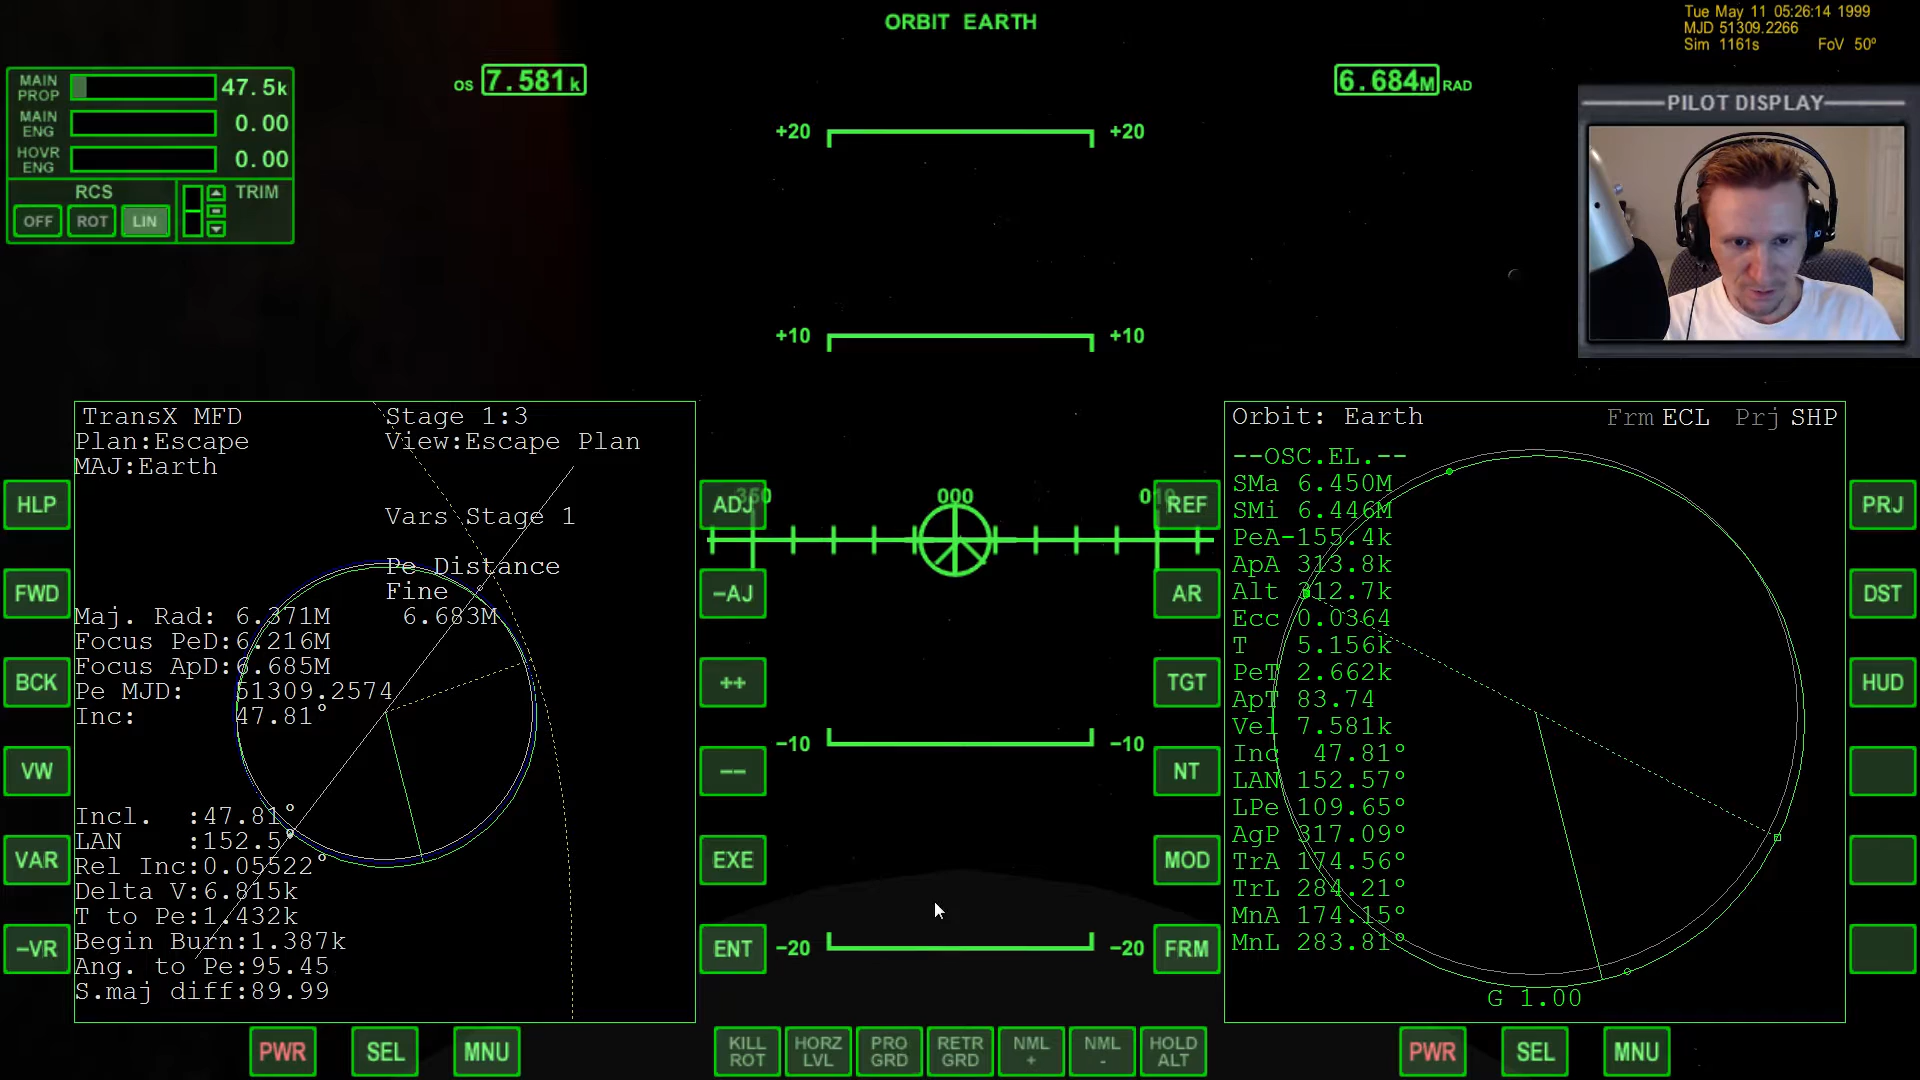 ORBIT EARTH
Tue May 11 05:26:14 1999
MJD 51309.2266
Sim 1161s FoV 50º
MAIN PROP 47.5k
MAIN ENG 0.00
HOVR ENG 0.00
RCS TRIM
OFF ROT LIN
OS 7.581k
6.684M RAD
PILOT DISPLAY
+20 +20
+10 +10
350 000 010
-10 -10
-20 -20
TransX MFD Stage 1:3
Plan:Escape View:Escape Plan
MAJ:Earth
Vars Stage 1
Pe Distance
Fine
Maj. Rad: 6.371M 6.683M
Focus PeD:6.216M
Focus ApD:6.685M
Pe MJD: 51309.2574
Inc: 47.81°
Incl. :47.81°
LAN :152.5°
Rel Inc:0.05522°
Delta V:6.815k
T to Pe:1.432k
Begin Burn:1.387k
Ang. to Pe:95.45
S.maj diff:89.99
HLP
FWD
BCK
VW
VAR
-VR
ADJ
-AJ
++
--
EXE
ENT
PWR SEL MNU
KILL ROT
HORZ LVL
PRO GRD
RETR GRD
NML +
NML -
HOLD ALT
REF
AR
TGT
NT
MOD
FRM
Orbit: Earth Frm ECL Prj SHP
--OSC.EL.--
SMa 6.450M
SMi 6.446M
PeA-155.4k
ApA 313.8k
Alt 312.7k
Ecc 0.0364
T 5.156k
PeT 2.662k
ApT 83.74
Vel 7.581k
Inc 47.81°
LAN 152.57°
LPe 109.65°
AgP 317.09°
TrA 174.56°
TrL 284.21°
MnA 174.15°
MnL 283.81°
G 1.00
PRJ
DST
HUD
PWR SEL MNU